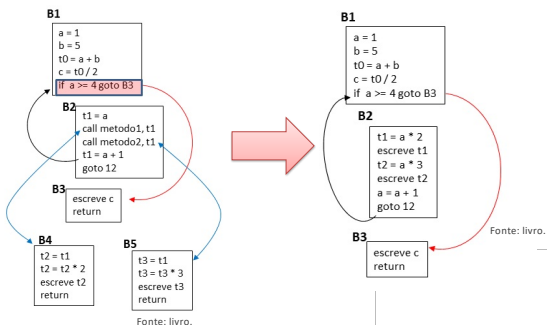 B1
a = 1
b = 5
t0 = a + b
c = t0 / 2
if a >= 4 goto B3
B2
t1 = a
call metodo1, t1
call metodo2, t1
t1 = a + 1
goto 12
B3
escreve c
return
B4
t2 = t1
t2 = t2 * 2
escreve t2
return
B5
t3 = t1
t3 = t3 * 3
escreve t3
return
Fonte: livro.
B1
a = 1
b = 5
t0 = a + b
c = t0 / 2
if a >= 4 goto B3
B2
t1 = a * 2
escreve t1
t2 = a * 3
escreve t2
a = a + 1
goto 12
B3
escreve c
return
Fonte: livro.